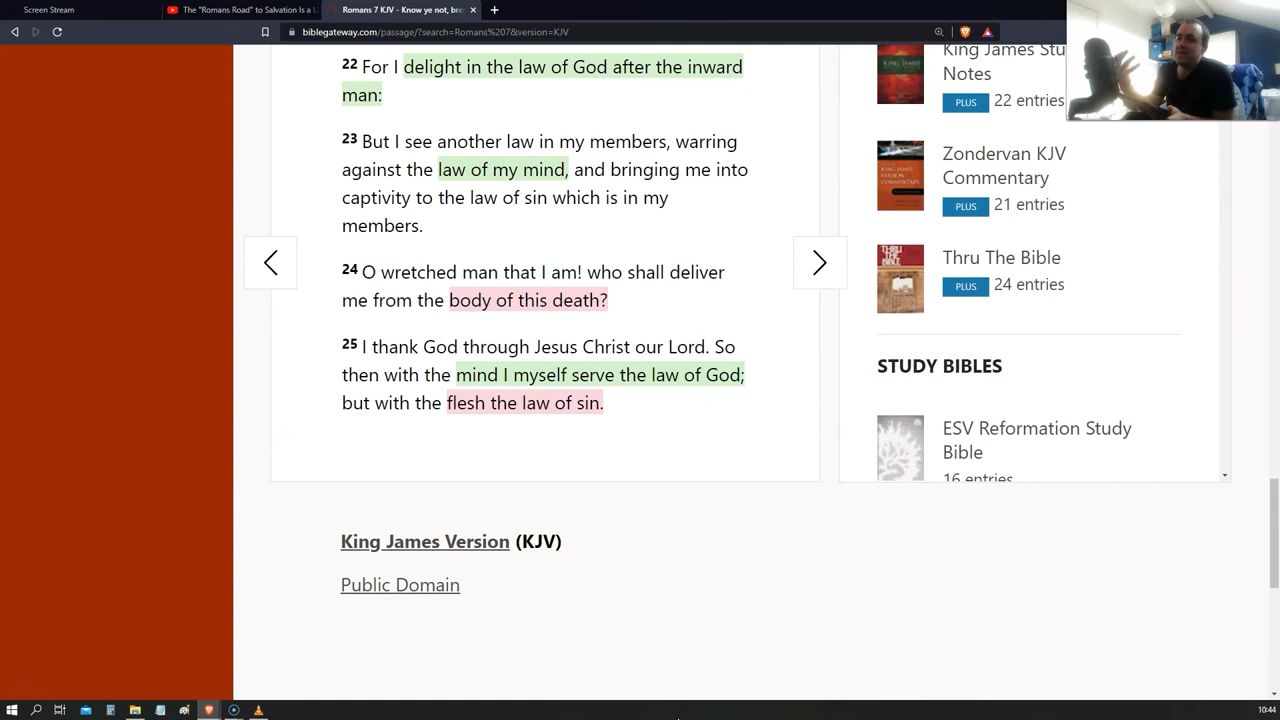 Screen Stream
The "Romans Road" to Salvation Is a L
Romans 7 KJV - Know ye not, bre
biblegateway.com/passage/?search=Romans%207&version=KJV
22 For I delight in the law of God after the inward
man:
23 But I see another law in my members, warring
against the law of my mind, and bringing me into
captivity to the law of sin which is in my
members.
24 O wretched man that I am! who shall deliver
me from the body of this death?
25 I thank God through Jesus Christ our Lord. So
then with the mind I myself serve the law of God;
but with the flesh the law of sin.
King James Version (KJV)
Public Domain
King James Stu
Notes
PLUS 22 entries
Zondervan KJV
Commentary
PLUS 21 entries
THRU THE BIBLE
Thru The Bible
PLUS 24 entries
STUDY BIBLES
ESV Reformation Study
Bible
16 entries
10:44